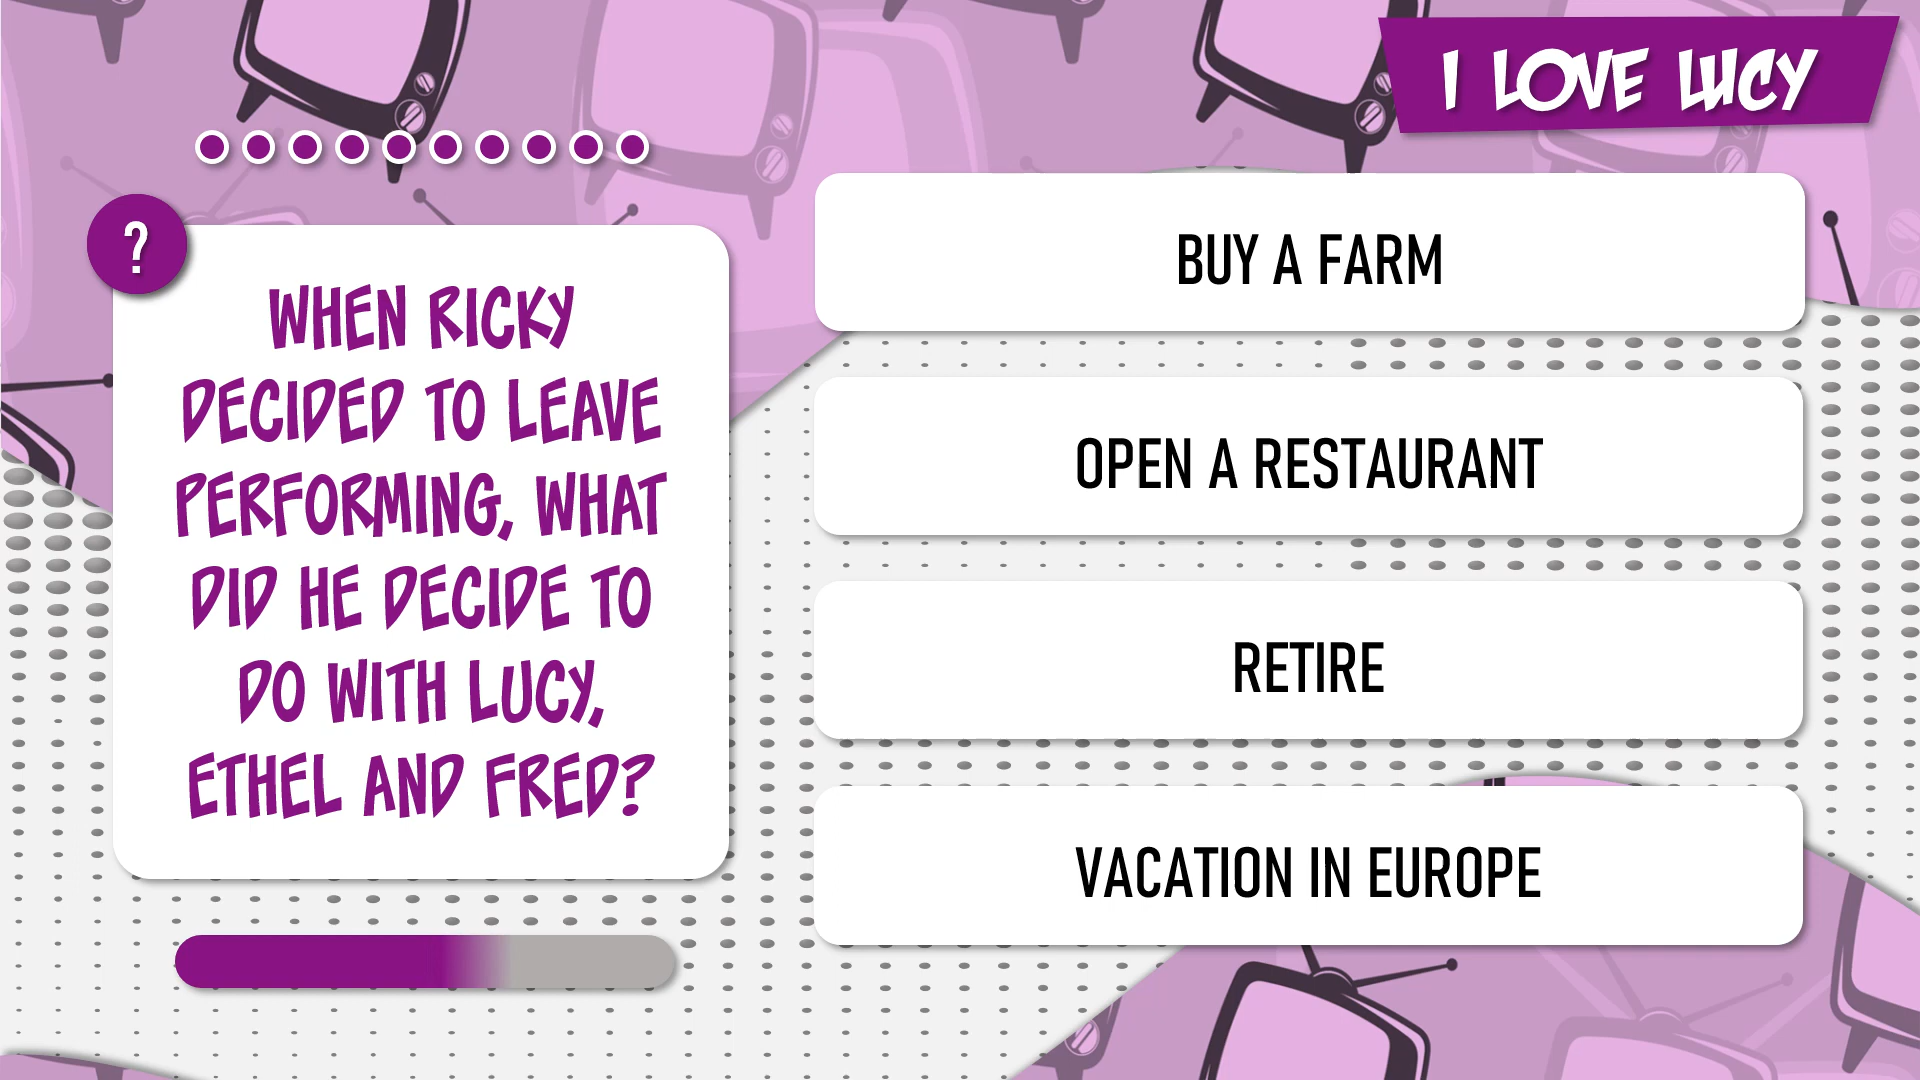 I LOVE LUCY
?
WHEN RICKY
DECIDED TO LEAVE
PERFORMING, WHAT
DID HE DECIDE TO
DO WITH LUCY,
ETHEL AND FRED?
BUY A FARM
OPEN A RESTAURANT
RETIRE
VACATION IN EUROPE